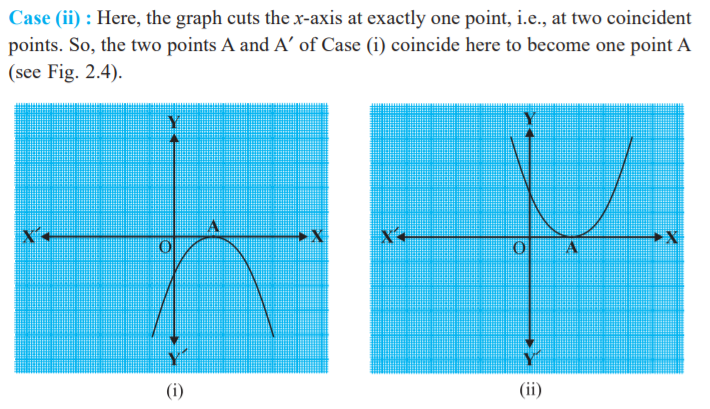 Case (ii) : Here, the graph cuts the x-axis at exactly one point, i.e., at two coincident
points. So, the two points A and A′ of Case (i) coincide here to become one point A
(see Fig. 2.4).
Y
A
X′
X
O
Y′
(i)
Y
X′
X
O
A
Y′
(ii)